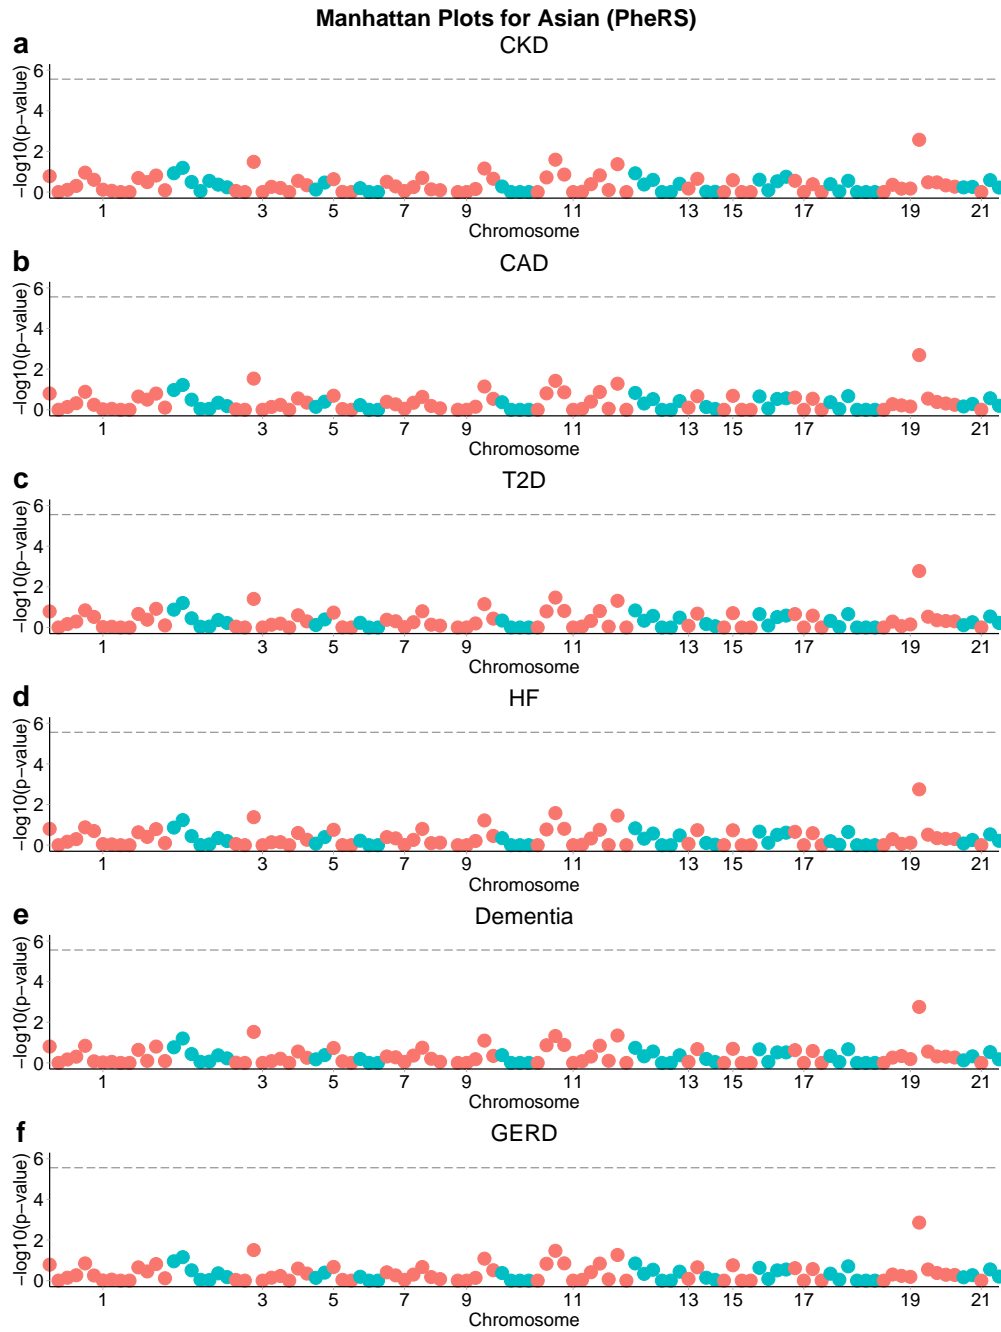 Manhattan Plots for Asian (PheRS)
a
CKD
−log10(p−value)
6
4
2
0
1 3 5 7 9 11 13 15 17 19 21
Chromosome
b
CAD
−log10(p−value)
6
4
2
0
1 3 5 7 9 11 13 15 17 19 21
Chromosome
c
T2D
−log10(p−value)
6
4
2
0
1 3 5 7 9 11 13 15 17 19 21
Chromosome
d
HF
−log10(p−value)
6
4
2
0
1 3 5 7 9 11 13 15 17 19 21
Chromosome
e
Dementia
−log10(p−value)
6
4
2
0
1 3 5 7 9 11 13 15 17 19 21
Chromosome
f
GERD
−log10(p−value)
6
4
2
0
1 3 5 7 9 11 13 15 17 19 21
Chromosome